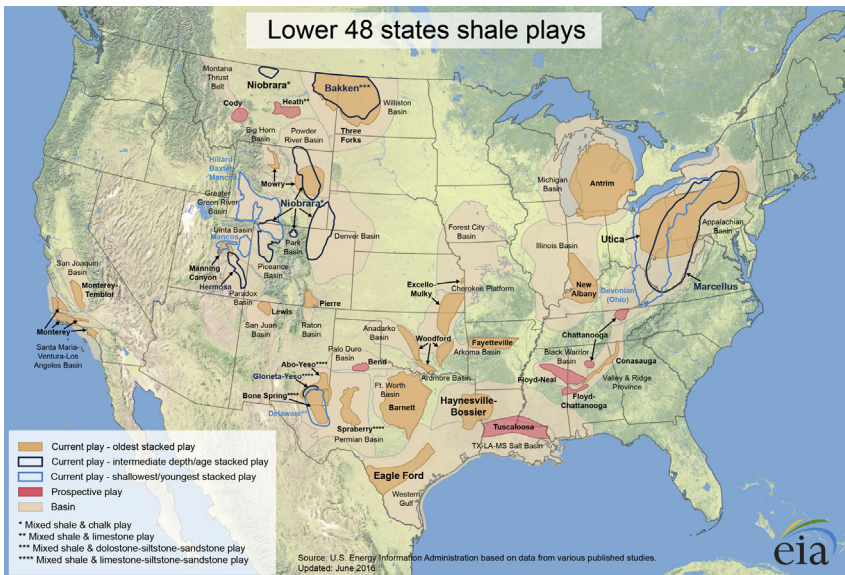 Lower 48 states shale plays
Montana
Thrust
Belt
Niobrara*
Bakken***
Cody
Heath**
Williston
Basin
Big Horn
Basin
Powder
River Basin
Three
Forks
Hillard
Baxter
Mancos
Mowry
Greater
Green River
Basin
Niobrara*
Uinta Basin
Mancos
Park
Basin
Denver Basin
Manning
Canyon
Piceance
Basin
Hermosa
Paradox
Basin
San Joaquin
Basin
Monterey-
Temblor
Monterey
Santa Maria-
Ventura-Los
Angeles Basin
Lewis
San Juan
Basin
Pierre
Raton
Basin
Forest City
Basin
Excello-
Mulky
Cherokee Platform
Michigan
Basin
Antrim
Illinois Basin
New
Albany
Utica
Appalachian
Basin
Devonian
(Ohio)
Marcellus
Anadarko
Basin
Woodford
Arkoma Basin
Fayetteville
Ardmore Basin
Palo Duro
Basin
Bend
Abo-Yeso****
Glorieta-Yeso****
Bone Spring****
Delaware**
Spraberry****
Permian Basin
Ft. Worth
Basin
Barnett
Haynesville-
Bossier
Chattanooga
Black Warrior
Basin
Conasauga
Floyd-Neal
Valley & Ridge
Province
Floyd-
Chattanooga
Tuscaloosa
TX-LA-MS Salt Basin
Eagle Ford
Western
Gulf
Current play - oldest stacked play
Current play - intermediate depth/age stacked play
Current play - shallowest/youngest stacked play
Prospective play
Basin
* Mixed shale & chalk play
** Mixed shale & limestone play
*** Mixed shale & dolostone-siltstone-sandstone play
**** Mixed shale & limestone-siltstone-sandstone play
Source: U.S. Energy Information Administration based on data from various published studies.
Updated: June 2016
eia